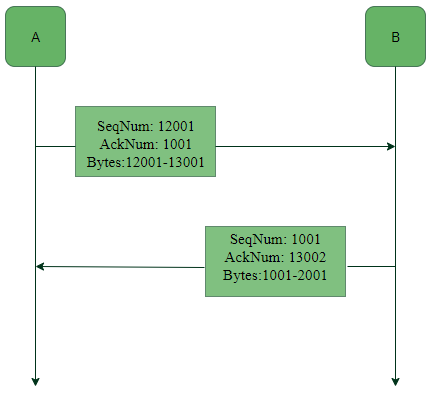 A
B
SeqNum: 12001
AckNum: 1001
Bytes:12001-13001
SeqNum: 1001
AckNum: 13002
Bytes:1001-2001